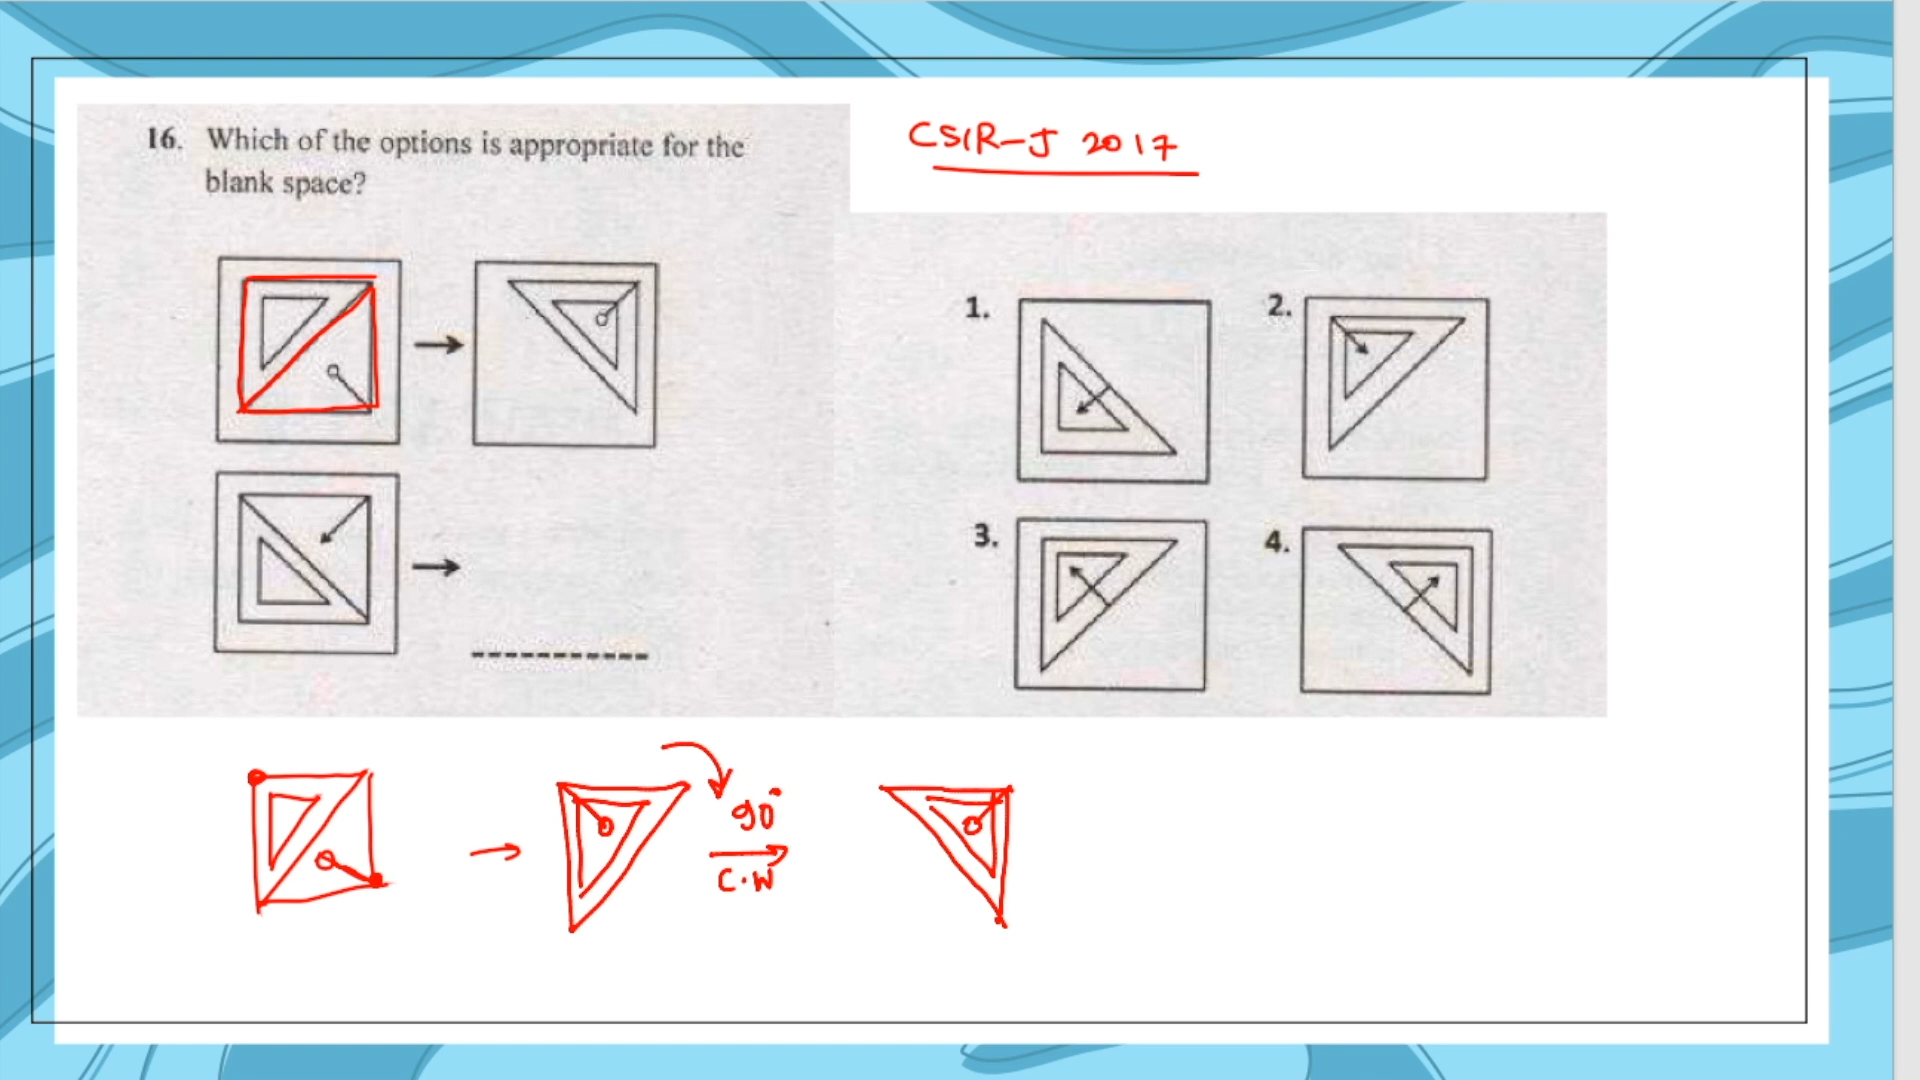 16. Which of the options is appropriate for the
blank space?
CSIR-J 2017
1.
2.
3.
4.
90°
C.W